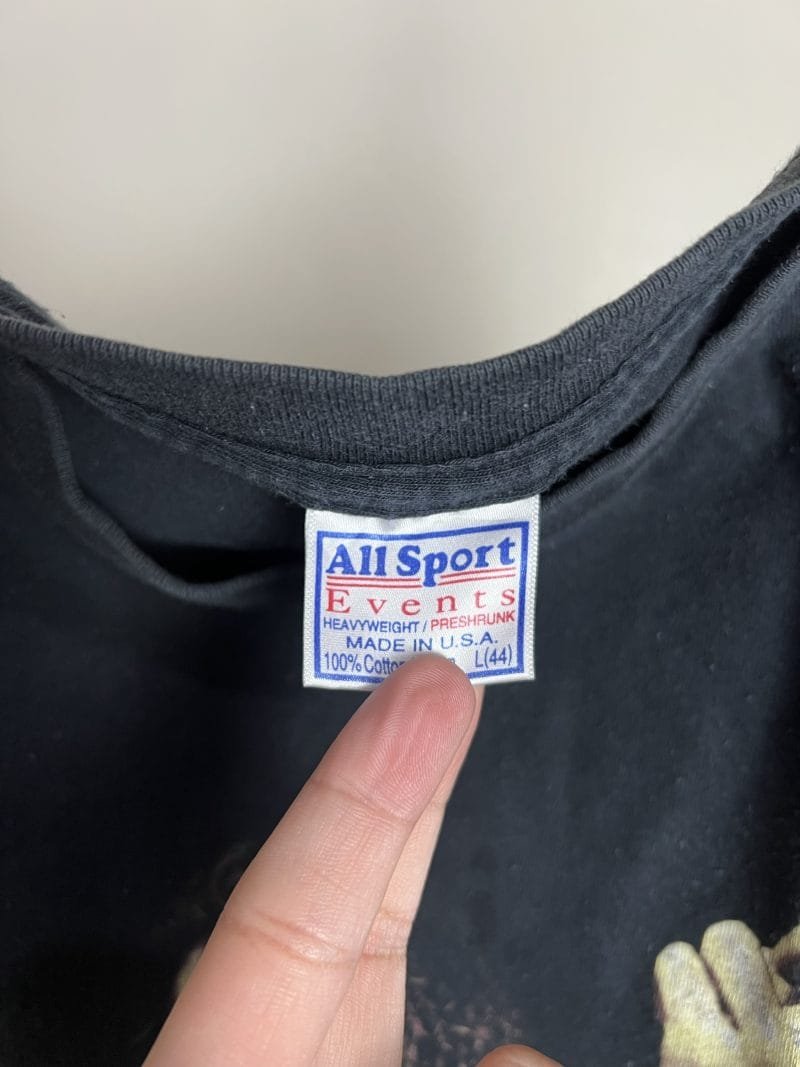 All Sport
Events
HEAVYWEIGHT / PRESHRUNK
MADE IN U.S.A.
100% Cotton L(44)